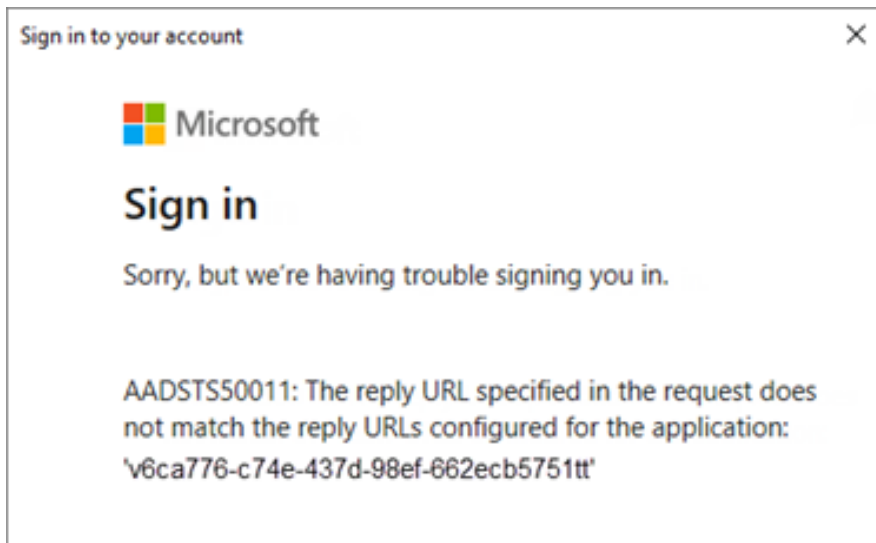 Sign in to your account
Microsoft
Sign in
Sorry, but we're having trouble signing you in.
AADSTS50011: The reply URL specified in the request does
not match the reply URLs configured for the application:
'v6ca776-c74e-437d-98ef-662ecb5751tt'